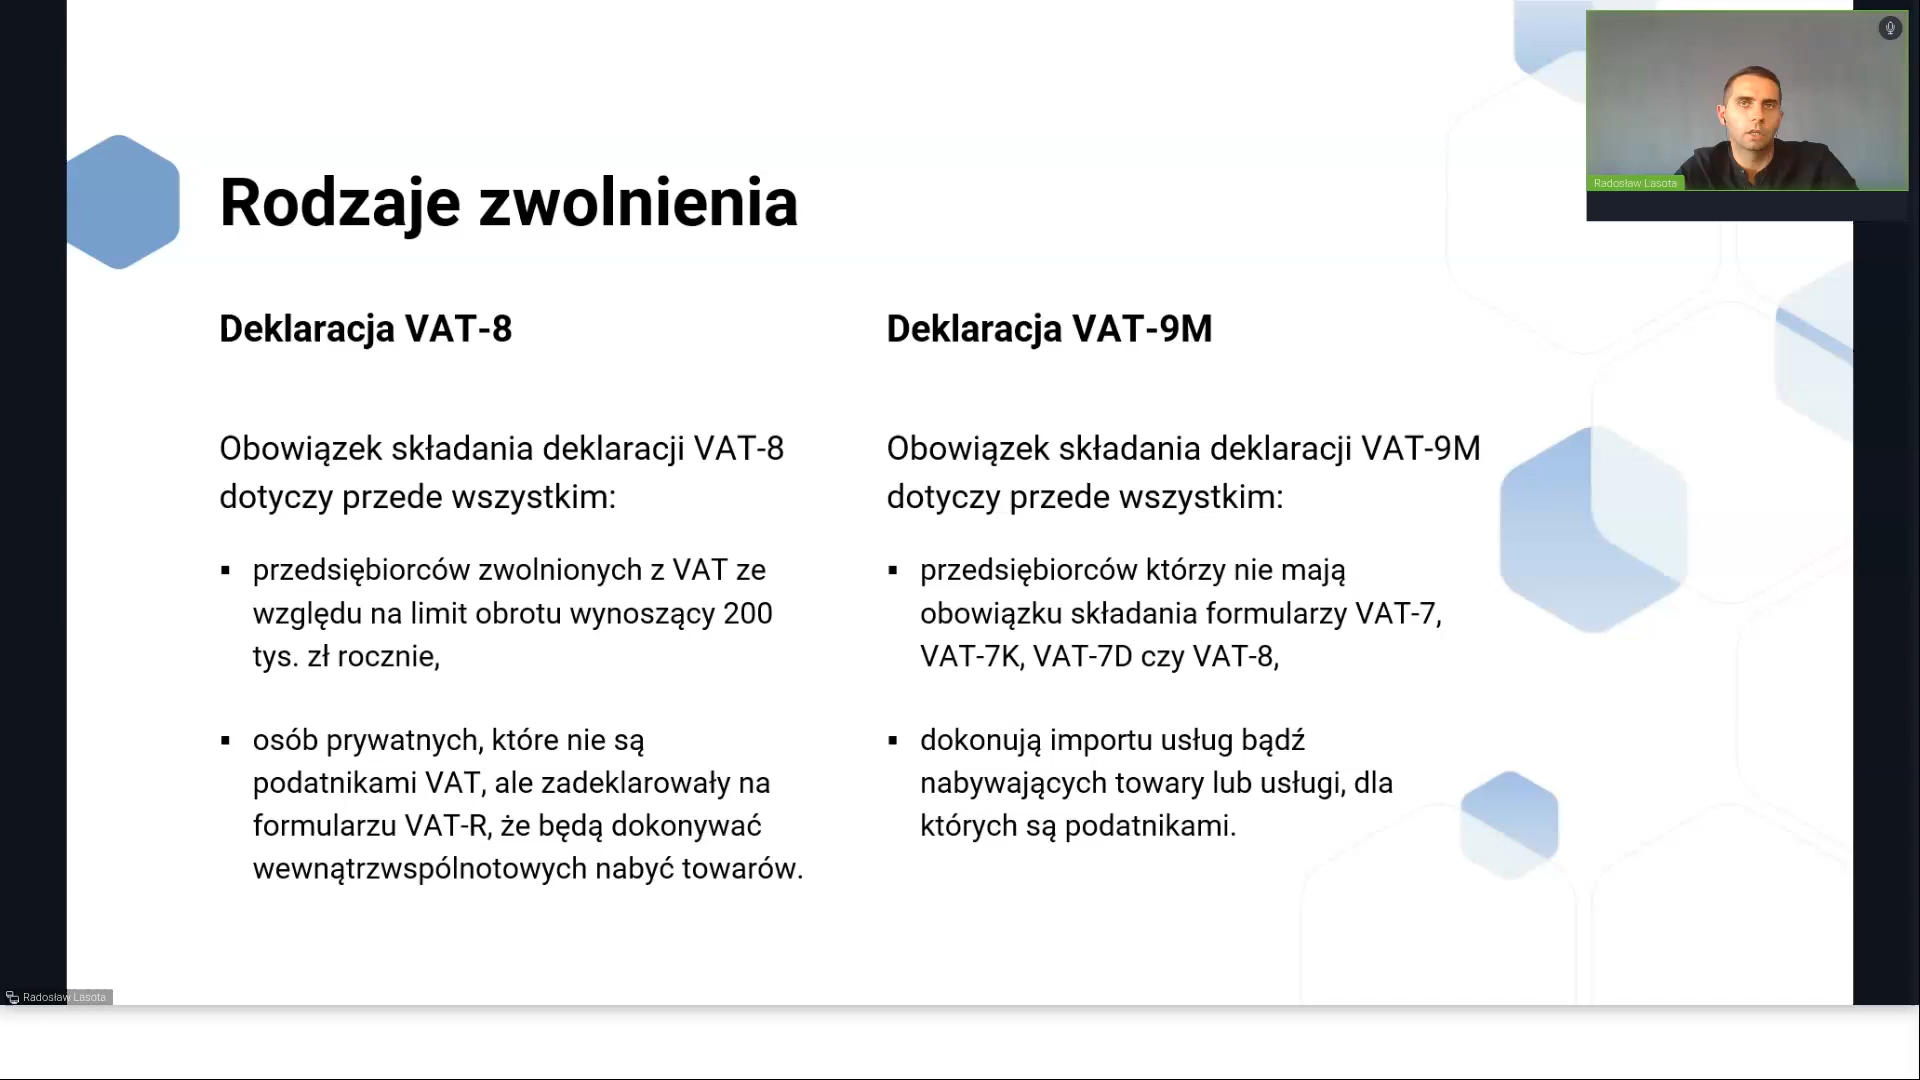 Rodzaje zwolnienia
Deklaracja VAT-8
Obowiązek składania deklaracji VAT-8
dotyczy przede wszystkim:
▪ przedsiębiorców zwolnionych z VAT ze
względu na limit obrotu wynoszący 200
tys. zł rocznie,
▪ osób prywatnych, które nie są
podatnikami VAT, ale zadeklarowały na
formularzu VAT-R, że będą dokonywać
wewnątrzwspólnotowych nabyć towarów.
Deklaracja VAT-9M
Obowiązek składania deklaracji VAT-9M
dotyczy przede wszystkim:
▪ przedsiębiorców którzy nie mają
obowiązku składania formularzy VAT-7,
VAT-7K, VAT-7D czy VAT-8,
▪ dokonują importu usług bądź
nabywających towary lub usługi, dla
których są podatnikami.
Radosław Lasota
Radosław Lasota